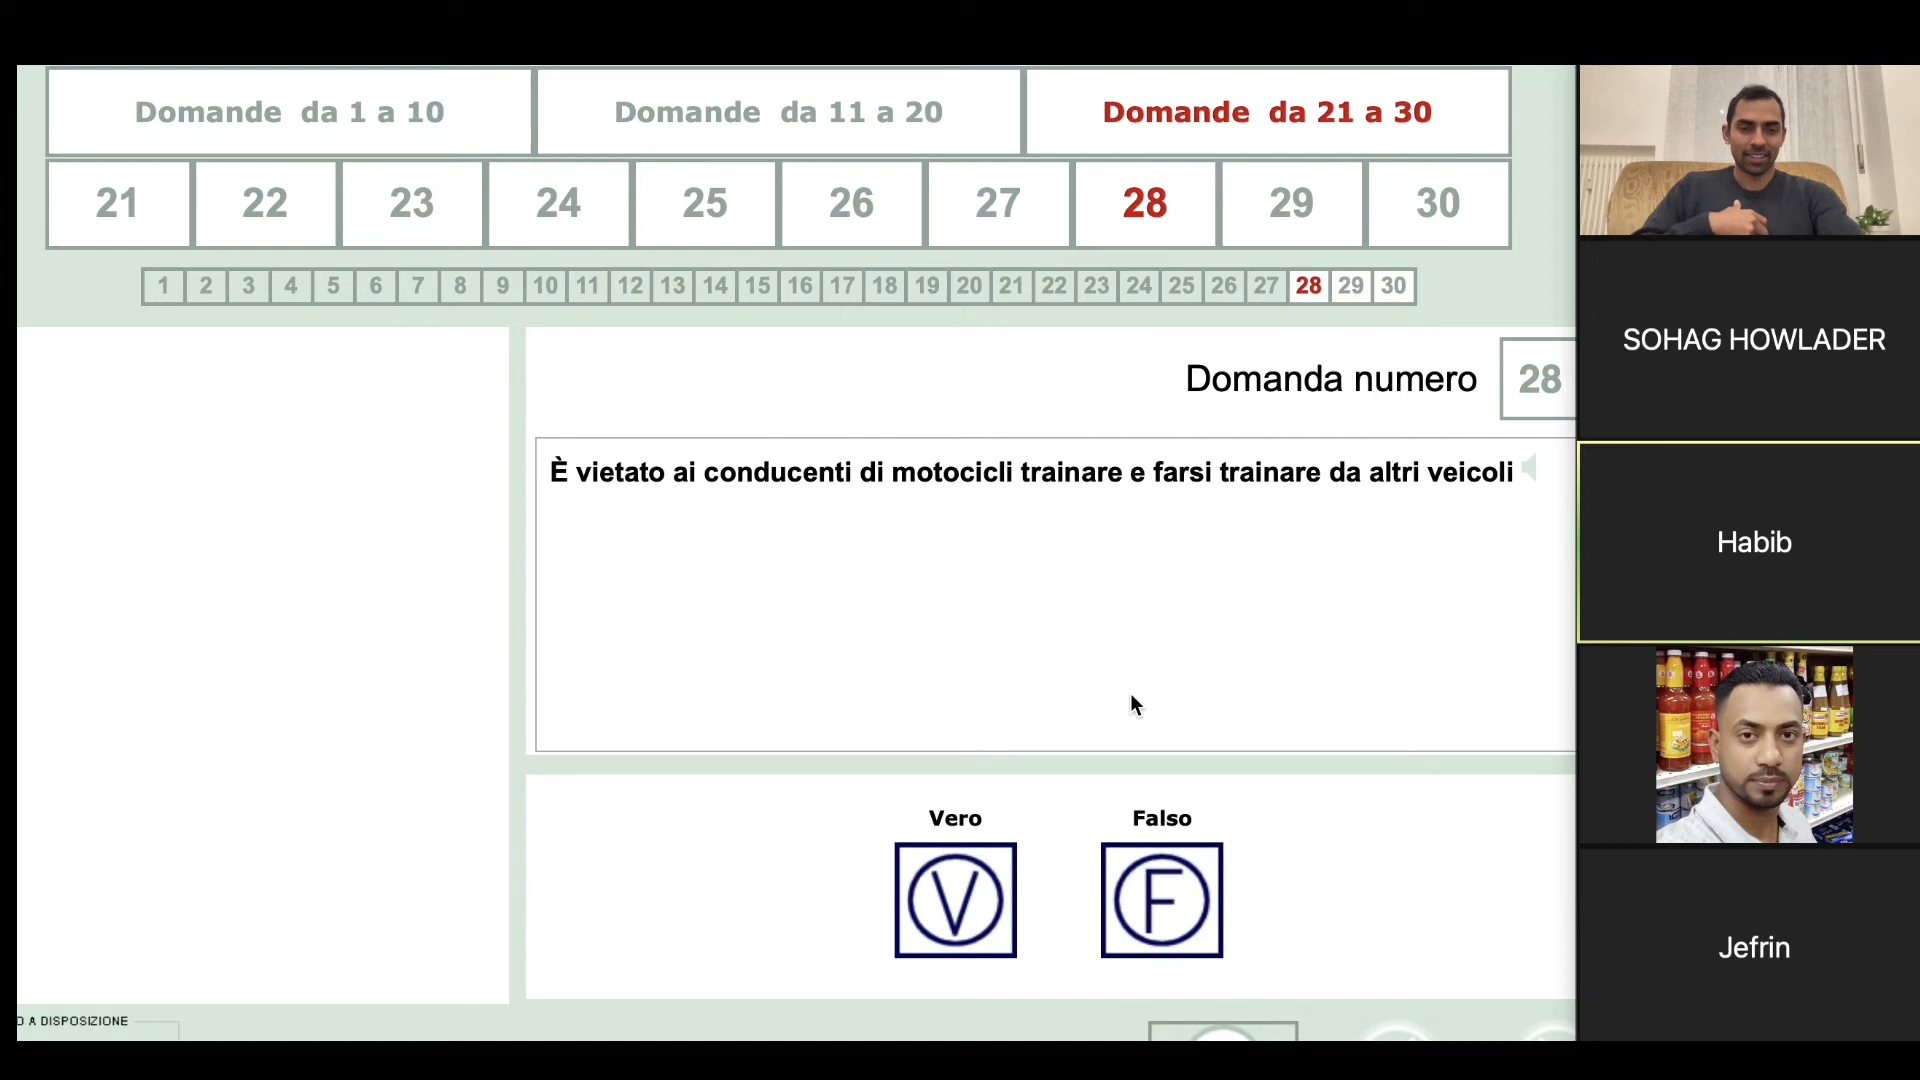 Domande da 1 a 10
Domande da 11 a 20
Domande da 21 a 30
21 22 23 24 25 26 27 28 29 30
1 2 3 4 5 6 7 8 9 10 11 12 13 14 15 16 17 18 19 20 21 22 23 24 25 26 27 28 29 30
Domanda numero 28
È vietato ai conducenti di motocicli trainare e farsi trainare da altri veicoli
Vero
Falso
V
F
O A DISPOSIZIONE
SOHAG HOWLADER
Habib
Jefrin